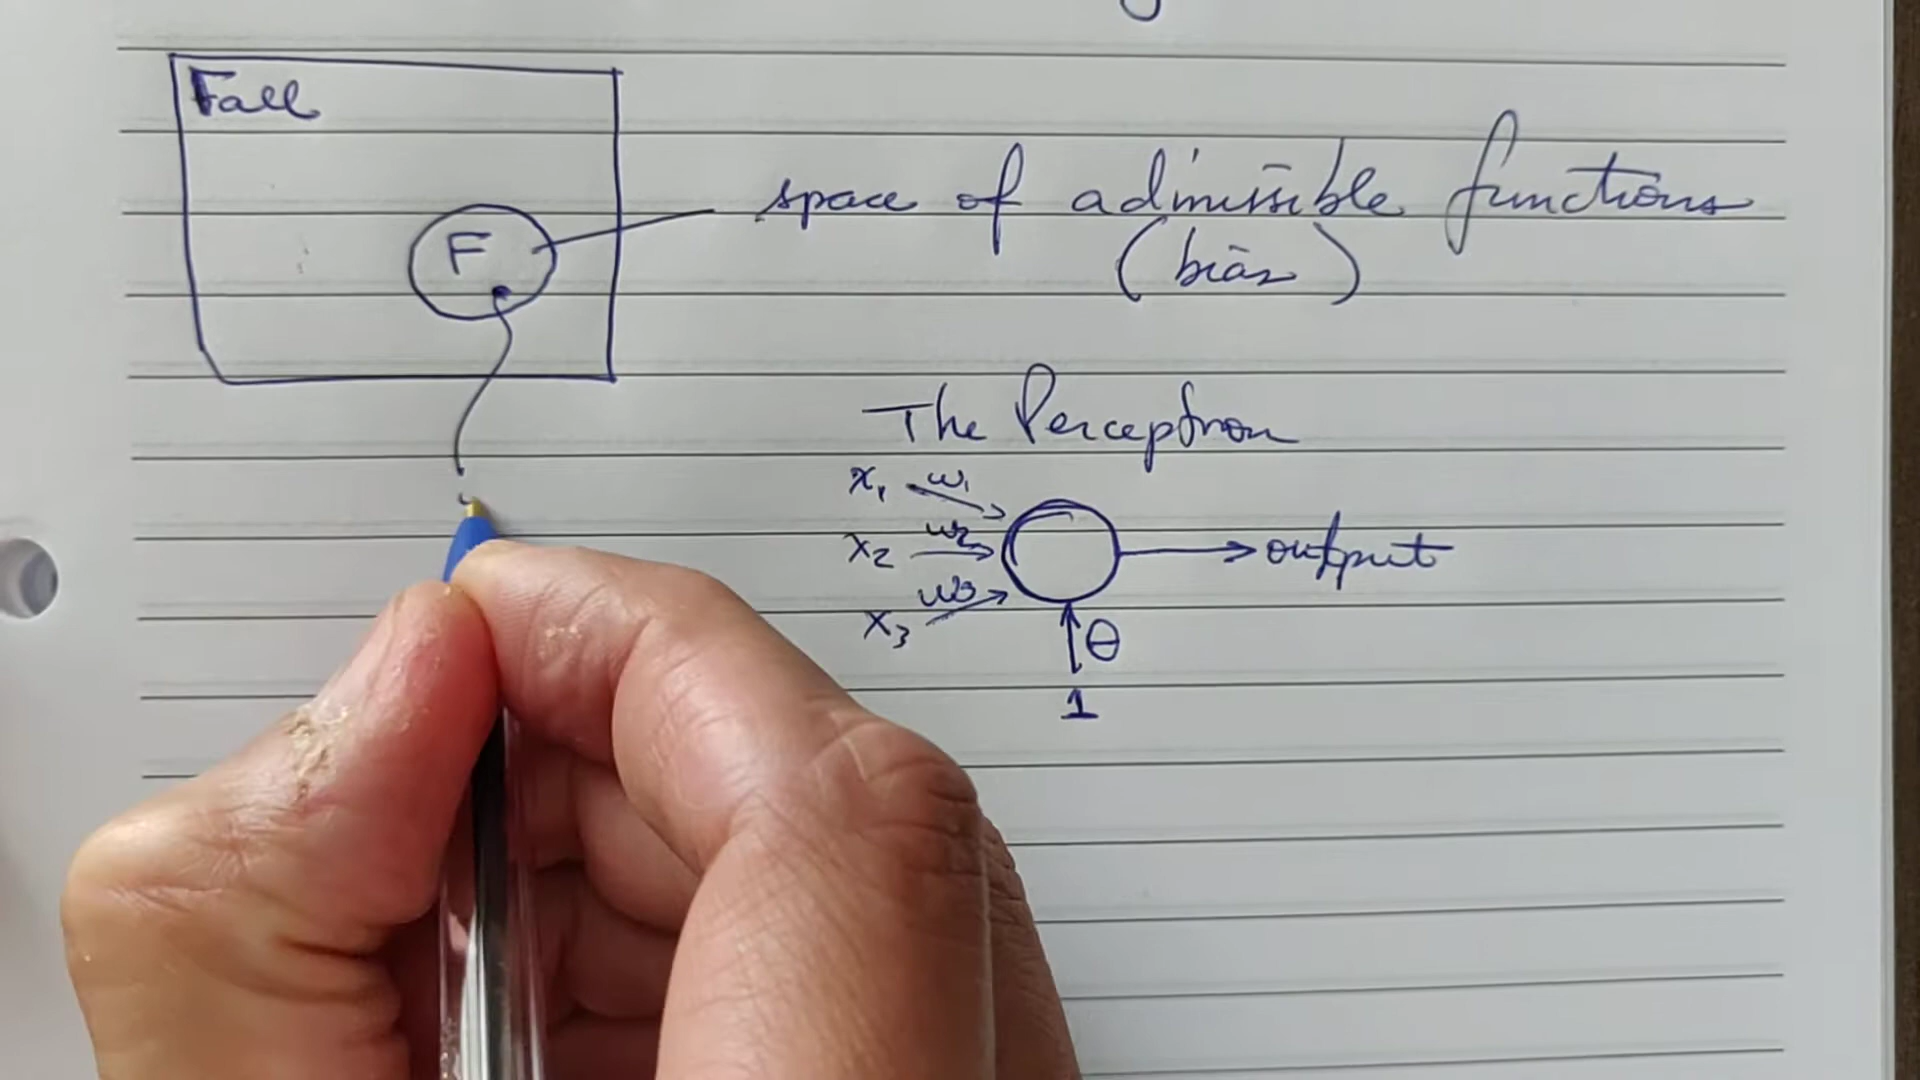 Fall
F
space of admissible functions
(bias)
The Perceptron
x1 w1
x2 w2
x3 w3
output
θ
1